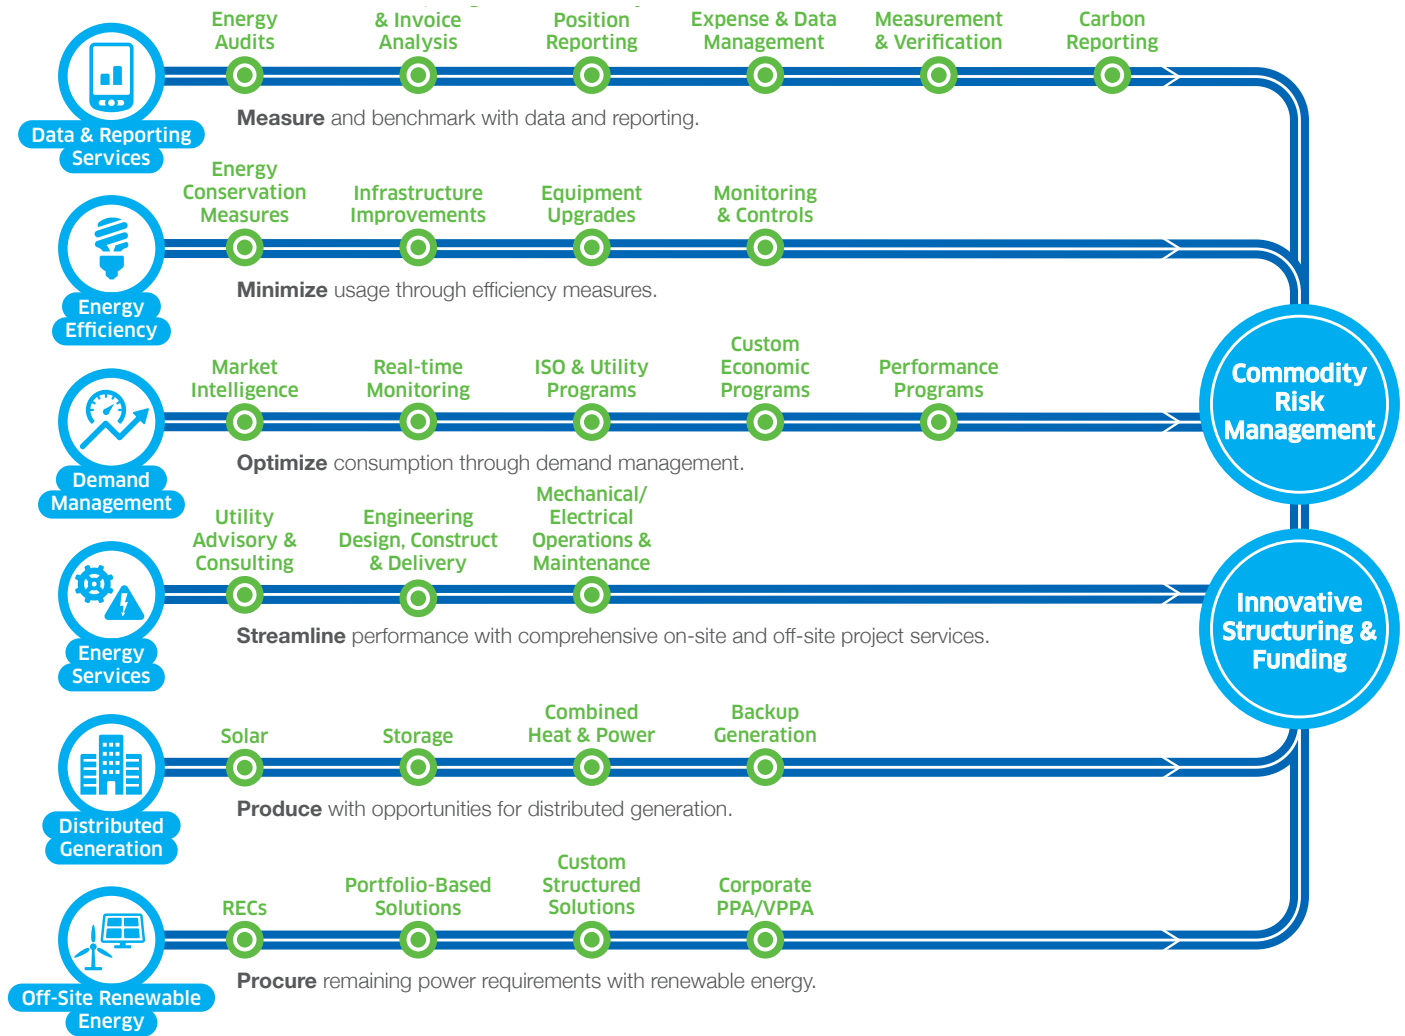 Energy
Audits
& Invoice
Analysis
Position
Reporting
Expense & Data
Management
Measurement
& Verification
Carbon
Reporting
Data & Reporting
Services
Measure and benchmark with data and reporting.
Energy
Conservation
Measures
Infrastructure
Improvements
Equipment
Upgrades
Monitoring
& Controls
Energy
Efficiency
Minimize usage through efficiency measures.
Market
Intelligence
Real-time
Monitoring
ISO & Utility
Programs
Custom
Economic
Programs
Performance
Programs
Demand
Management
Optimize consumption through demand management.
Utility
Advisory &
Consulting
Engineering
Design, Construct
& Delivery
Mechanical/
Electrical
Operations &
Maintenance
Energy
Services
Streamline performance with comprehensive on-site and off-site project services.
Solar
Storage
Combined
Heat & Power
Backup
Generation
Distributed
Generation
Produce with opportunities for distributed generation.
RECs
Portfolio-Based
Solutions
Custom
Structured
Solutions
Corporate
PPA/VPPA
Off-Site Renewable
Energy
Procure remaining power requirements with renewable energy.
Commodity
Risk
Management
Innovative
Structuring &
Funding